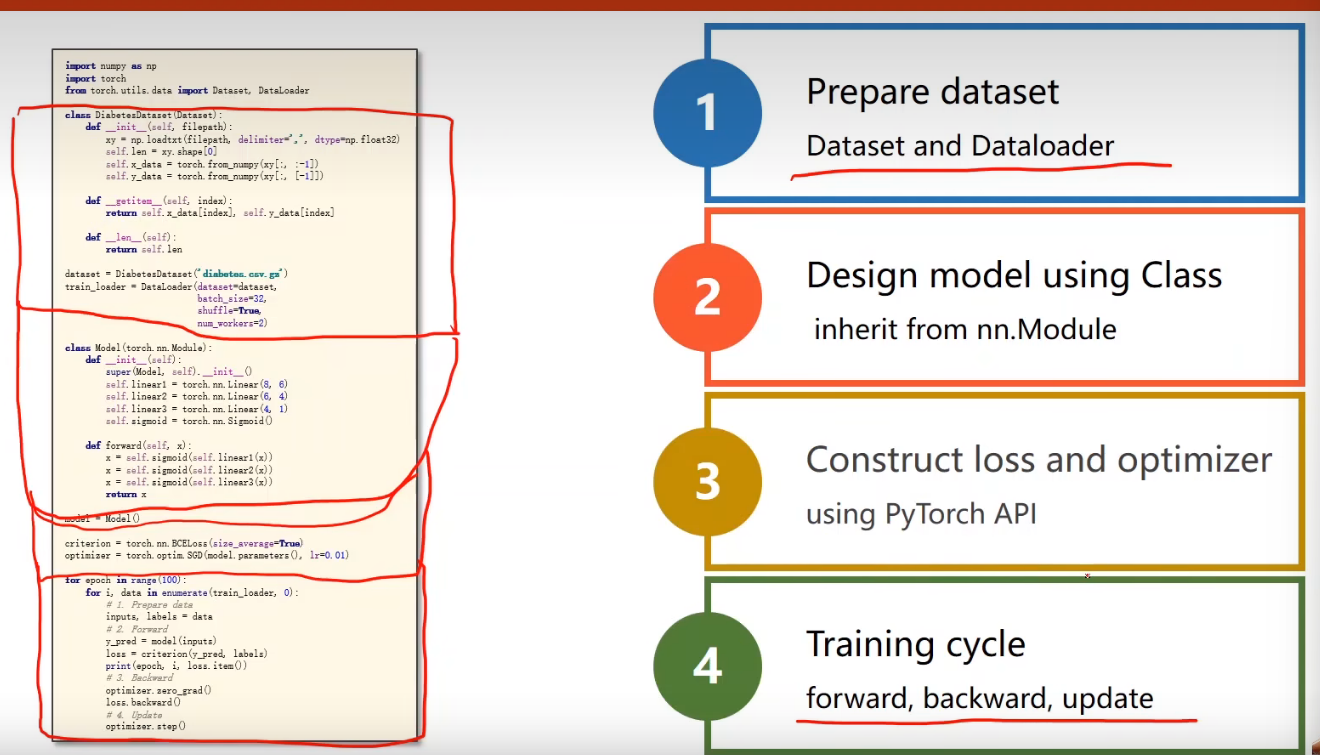 import numpy as np
import torch
from torch.utils.data import Dataset, DataLoader
class DiabetesDataset(Dataset):
def __init__(self, filepath):
xy = np.loadtxt(filepath, delimiter=',', dtype=np.float32)
self.len = xy.shape[0]
self.x_data = torch.from_numpy(xy[:, :-1])
self.y_data = torch.from_numpy(xy[:, [-1]])
def __getitem__(self, index):
return self.x_data[index], self.y_data[index]
def __len__(self):
return self.len
dataset = DiabetesDataset('diabetes.csv.gz')
train_loader = DataLoader(dataset=dataset,
batch_size=32,
shuffle=True,
num_workers=2)
class Model(torch.nn.Module):
def __init__(self):
super(Model, self).__init__()
self.linear1 = torch.nn.Linear(8, 6)
self.linear2 = torch.nn.Linear(6, 4)
self.linear3 = torch.nn.Linear(4, 1)
self.sigmoid = torch.nn.Sigmoid()
def forward(self, x):
x = self.sigmoid(self.linear1(x))
x = self.sigmoid(self.linear2(x))
x = self.sigmoid(self.linear3(x))
return x
model = Model()
criterion = torch.nn.BCELoss(size_average=True)
optimizer = torch.optim.SGD(model.parameters(), lr=0.01)
for epoch in range(100):
for i, data in enumerate(train_loader, 0):
# 1. Prepare data
inputs, labels = data
# 2. Forward
y_pred = model(inputs)
loss = criterion(y_pred, labels)
print(epoch, i, loss.item())
# 3. Backward
optimizer.zero_grad()
loss.backward()
# 4. Update
optimizer.step()
1
Prepare dataset
Dataset and Dataloader
2
Design model using Class
inherit from nn.Module
3
Construct loss and optimizer
using PyTorch API
4
Training cycle
forward, backward, update